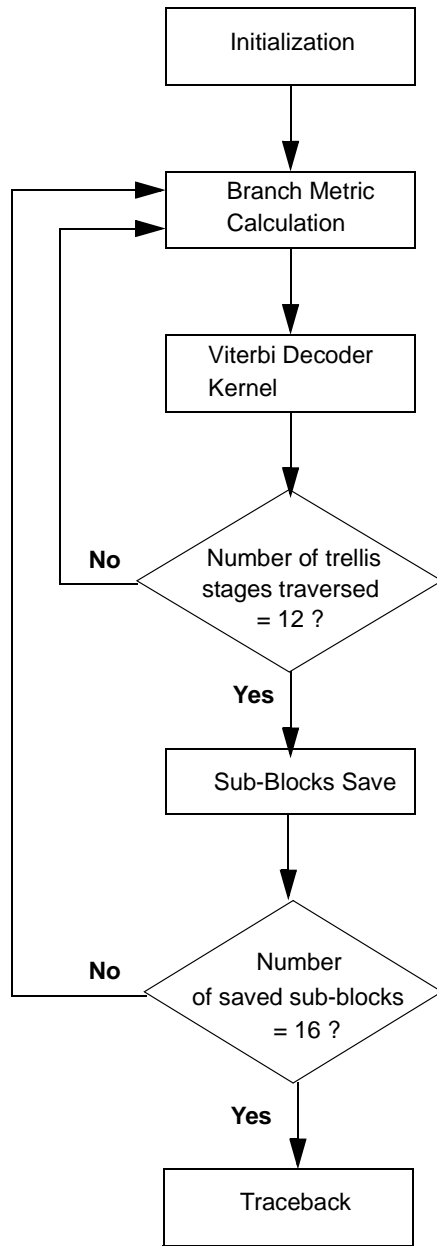 Initialization
Branch Metric
Calculation
Viterbi Decoder
Kernel
No
Number of trellis
stages traversed
= 12 ?
Yes
Sub-Blocks Save
No
Number
of saved sub-blocks
= 16 ?
Yes
Traceback